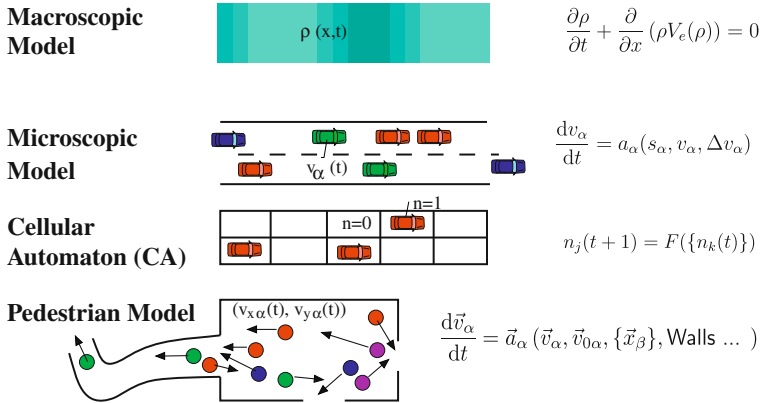 Macroscopic
Model
ρ (x,t)
∂ρ/∂t + ∂/∂x (ρVₑ(ρ)) = 0
Microscopic
Model
v_α (t)
dv_α/dt = a_α(s_α, v_α, Δv_α)
Cellular
Automaton (CA)
n=1
n=0
n_j(t + 1) = F({n_k(t)})
Pedestrian Model
(v_xα(t), v_yα(t))
dv⃗_α/dt = a⃗_α (v⃗_α, v⃗_0α, {x⃗_β}, Walls ... )